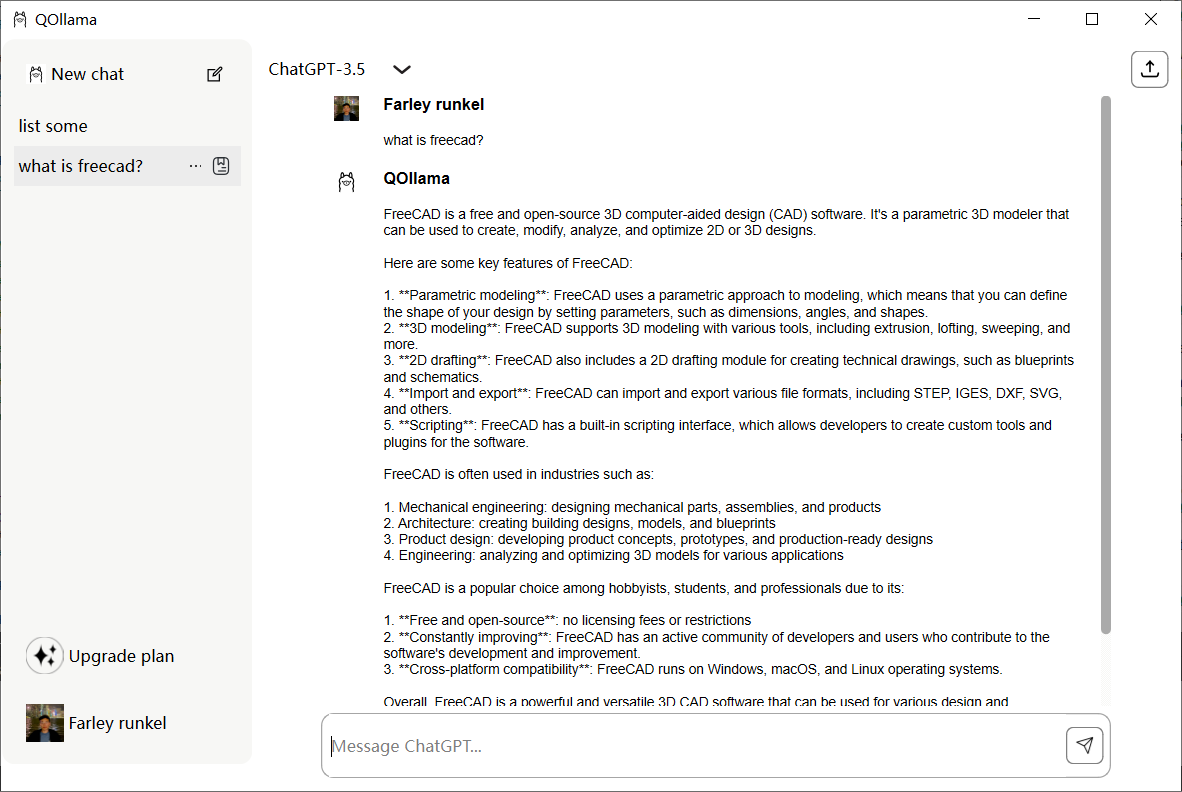 QOllama
New chat
list some
what is freecad?
Upgrade plan
Farley runkel
ChatGPT-3.5
Farley runkel
what is freecad?
QOllama
FreeCAD is a free and open-source 3D computer-aided design (CAD) software. It's a parametric 3D modeler that
can be used to create, modify, analyze, and optimize 2D or 3D designs.
Here are some key features of FreeCAD:
1. **Parametric modeling**: FreeCAD uses a parametric approach to modeling, which means that you can define
the shape of your design by setting parameters, such as dimensions, angles, and shapes.
2. **3D modeling**: FreeCAD supports 3D modeling with various tools, including extrusion, lofting, sweeping, and
more.
3. **2D drafting**: FreeCAD also includes a 2D drafting module for creating technical drawings, such as blueprints
and schematics.
4. **Import and export**: FreeCAD can import and export various file formats, including STEP, IGES, DXF, SVG,
and others.
5. **Scripting**: FreeCAD has a built-in scripting interface, which allows developers to create custom tools and
plugins for the software.
FreeCAD is often used in industries such as:
1. Mechanical engineering: designing mechanical parts, assemblies, and products
2. Architecture: creating building designs, models, and blueprints
3. Product design: developing product concepts, prototypes, and production-ready designs
4. Engineering: analyzing and optimizing 3D models for various applications
FreeCAD is a popular choice among hobbyists, students, and professionals due to its:
1. **Free and open-source**: no licensing fees or restrictions
2. **Constantly improving**: FreeCAD has an active community of developers and users who contribute to the
software's development and improvement.
3. **Cross-platform compatibility**: FreeCAD runs on Windows, macOS, and Linux operating systems.
Overall, FreeCAD is a powerful and versatile 3D CAD software that can be used for various design and
Message ChatGPT...